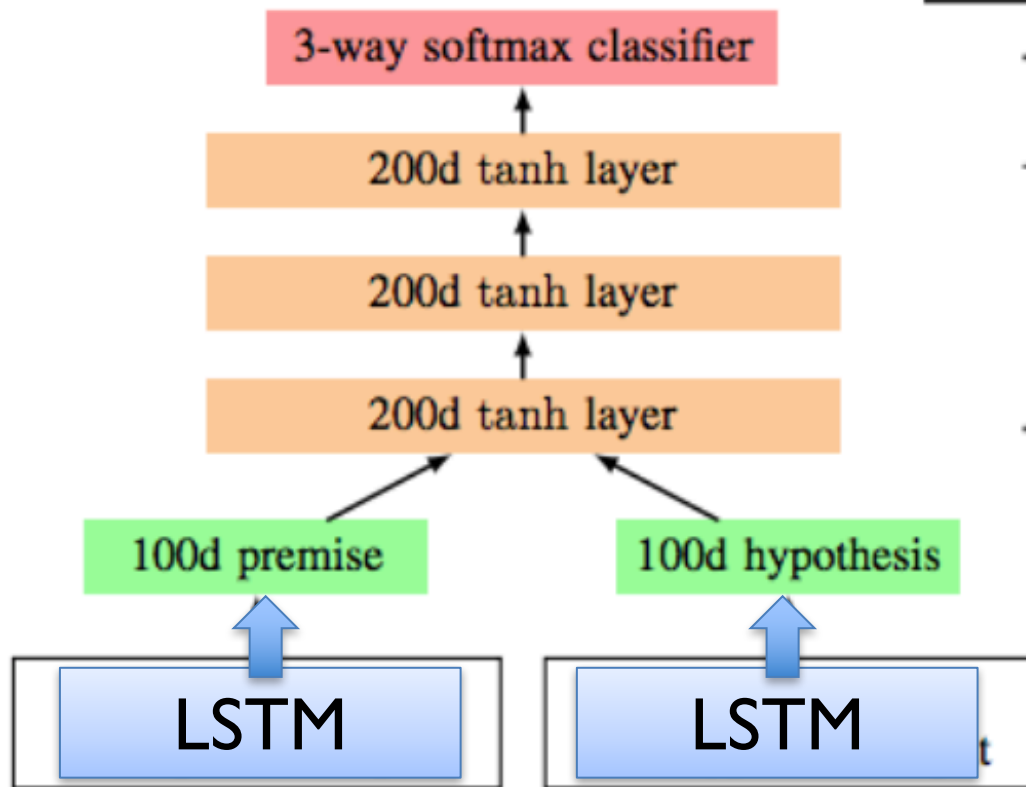 3-way softmax classifier
200d tanh layer
200d tanh layer
200d tanh layer
100d premise
100d hypothesis
LSTM
LSTM
t